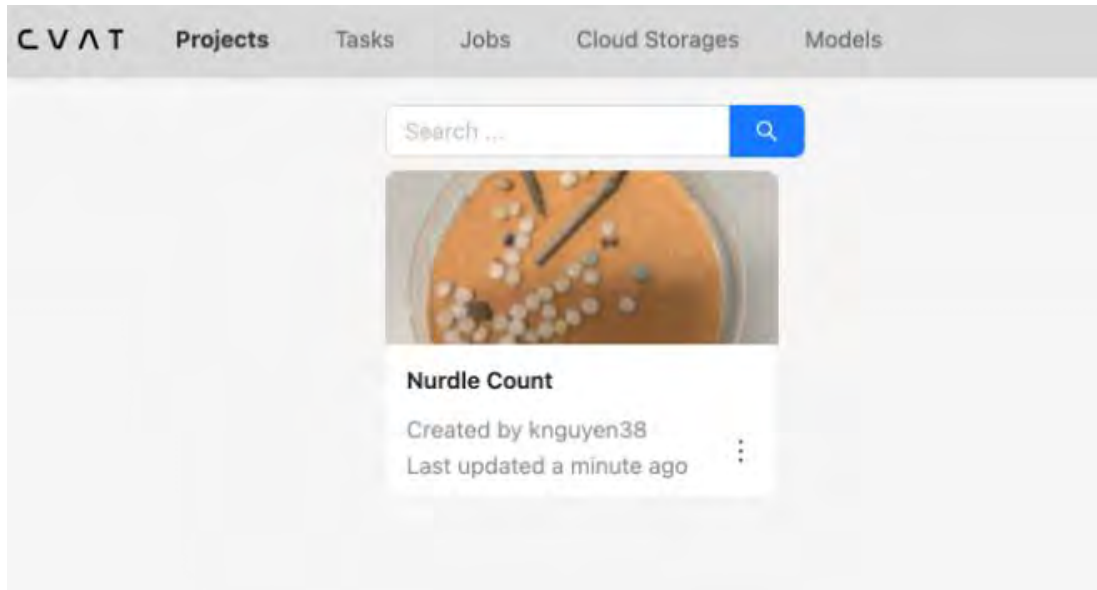 CVAT Projects Tasks Jobs Cloud Storages Models
Search ...
Nurdle Count
Created by knguyen38
Last updated a minute ago